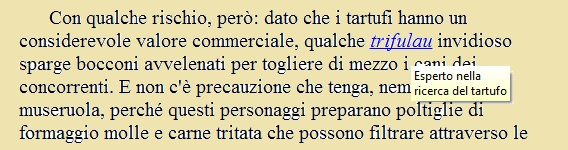 Con qualche rischio, però: dato che i tartufi hanno un
considerevole valore commerciale, qualche trifulau invidioso
sparge bocconi avvelenati per togliere di mezzo i cani dei
Esperto nella
ricerca del tartufo
concorrenti. E non c'è precauzione che tenga, nem
museruola, perché questi personaggi preparano poltiglie di
formaggio molle e carne tritata che possono filtrare attraverso le